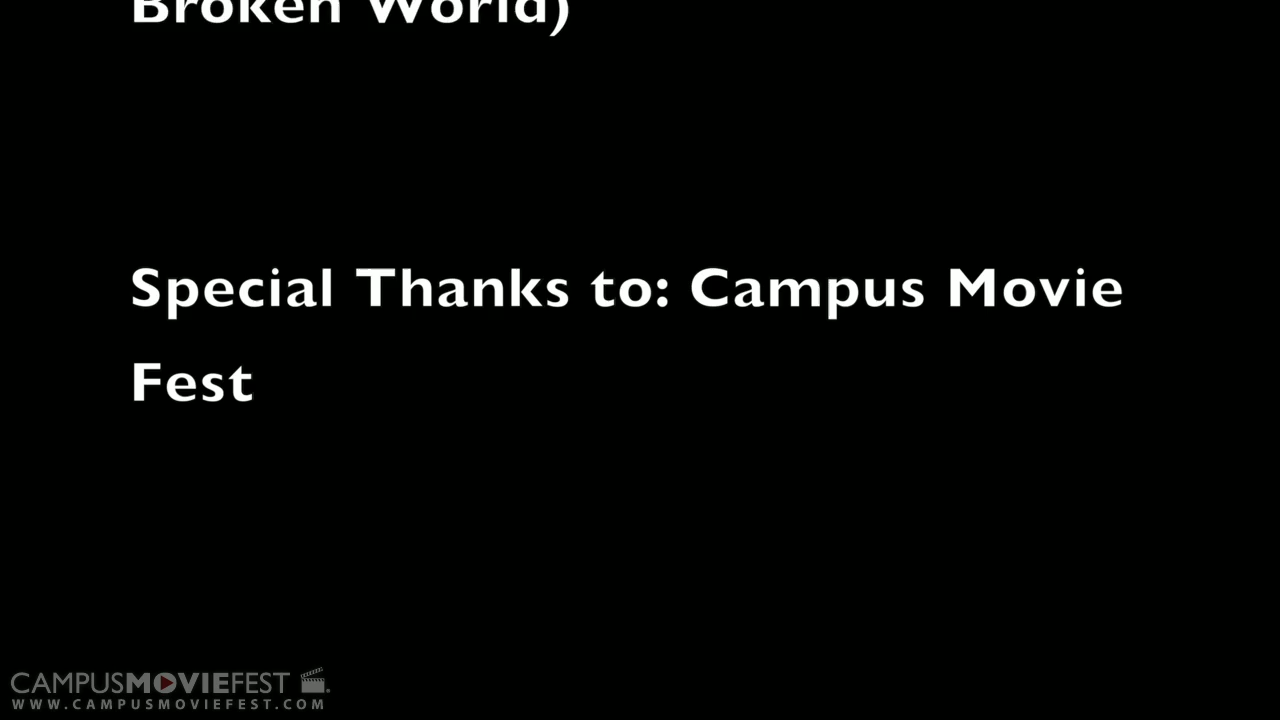 Broken World)
Special Thanks to: Campus Movie
Fest
CAMPUSMOVIEFEST
WWW.CAMPUSMOVIEFEST.COM